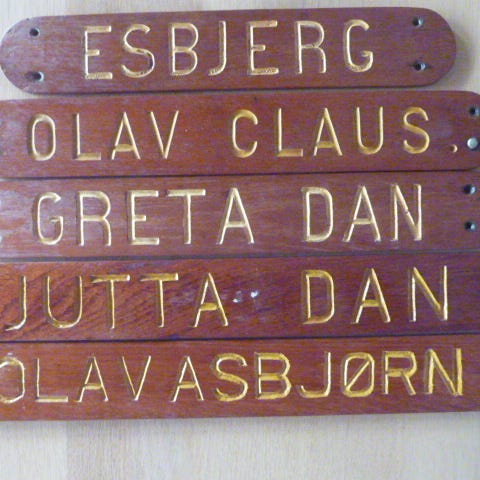 ESBJERG
OLAV CLAUS.
GRETA DAN
JUTTA DAN
OLAV ASBJØRN